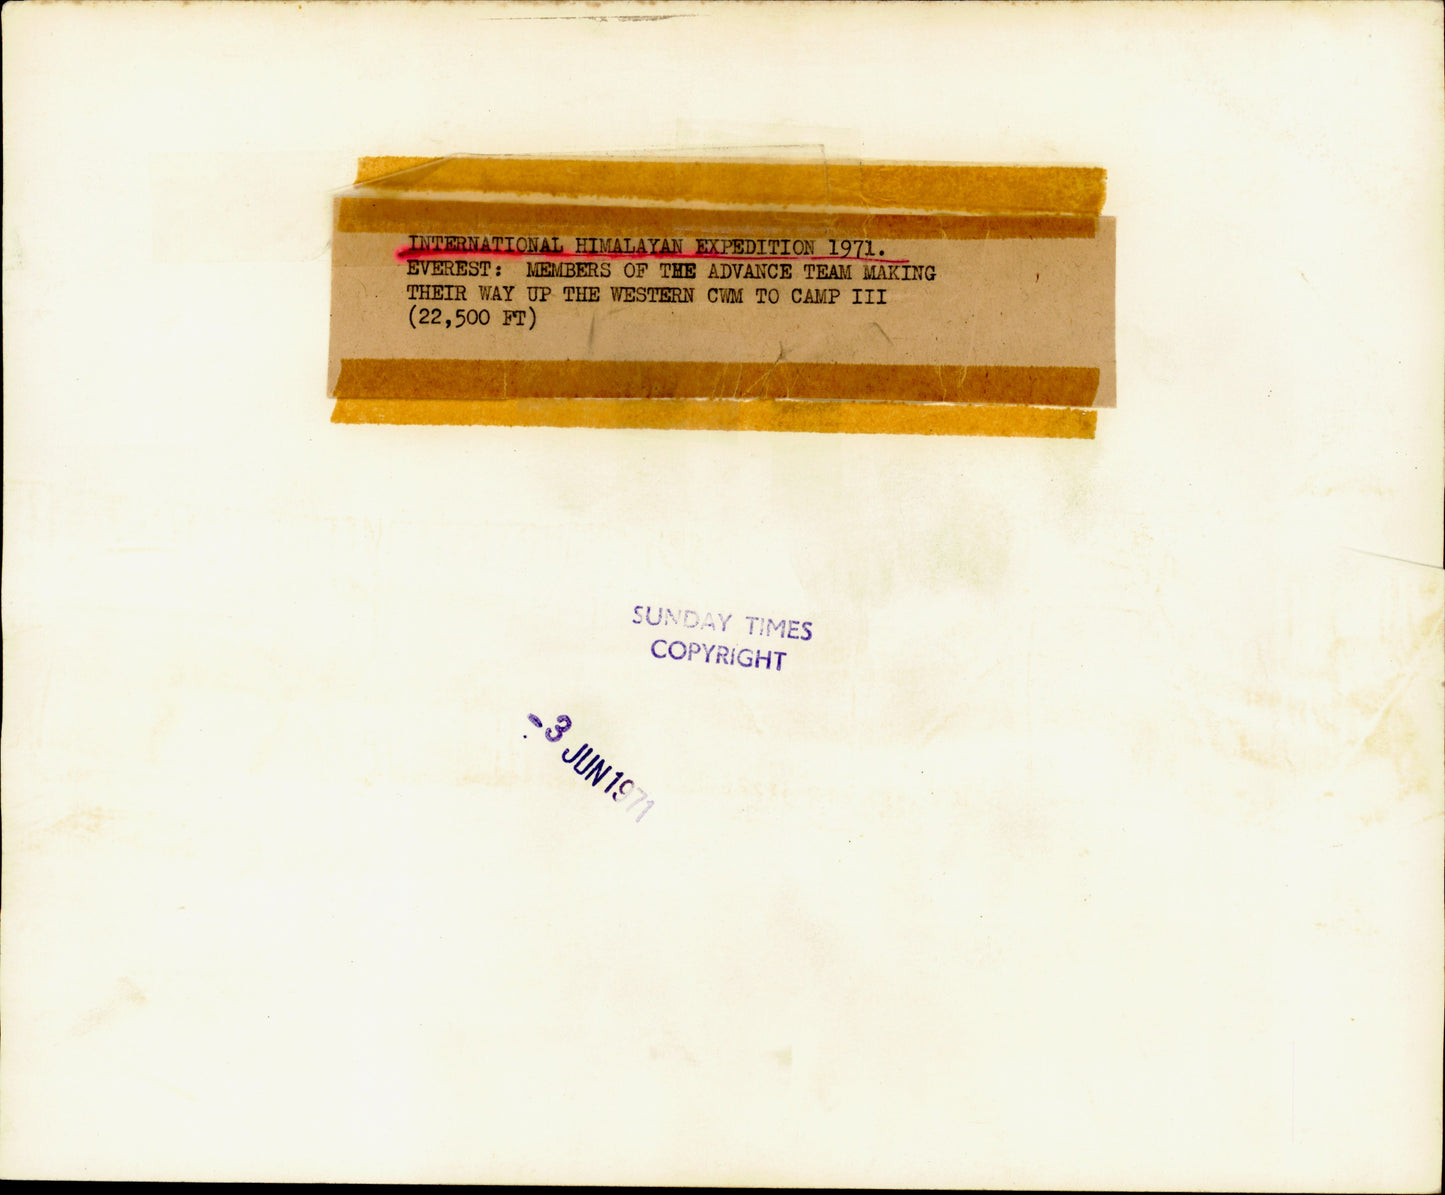 INTERNATIONAL HIMALAYAN EXPEDITION 1971.
EVEREST: MEMBERS OF THE ADVANCE TEAM MAKING
THEIR WAY UP THE WESTERN CWM TO CAMP III
(22,500 FT)
SUNDAY TIMES
COPYRIGHT
-3 JUN 1971